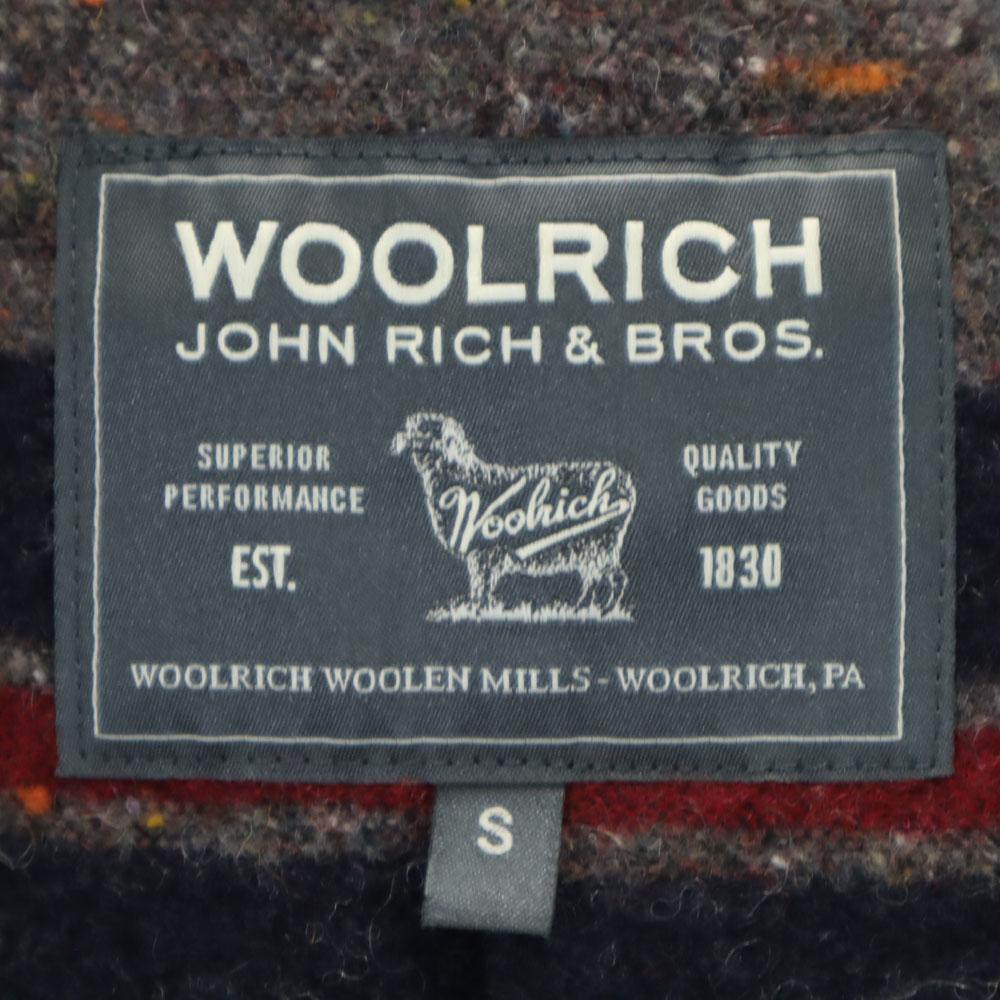 WOOLRICH
JOHN RICH & BROS.
SUPERIOR
PERFORMANCE
EST.
Woolrich
QUALITY
GOODS
1830
WOOLRICH WOOLEN MILLS - WOOLRICH, PA
S